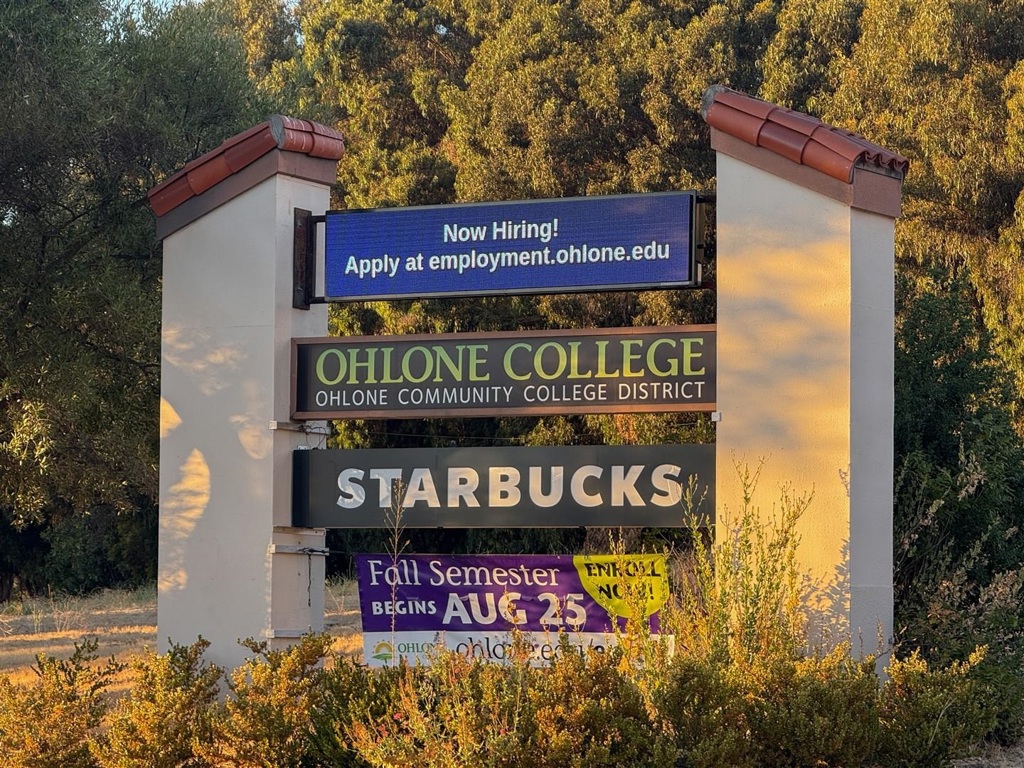 Now Hiring!
Apply at employment.ohlone.edu
OHLONE COLLEGE
OHLONE COMMUNITY COLLEGE DISTRICT
STARBUCKS
Fall Semester
BEGINS AUG 25
ENROLL
NOW!
OHLONE